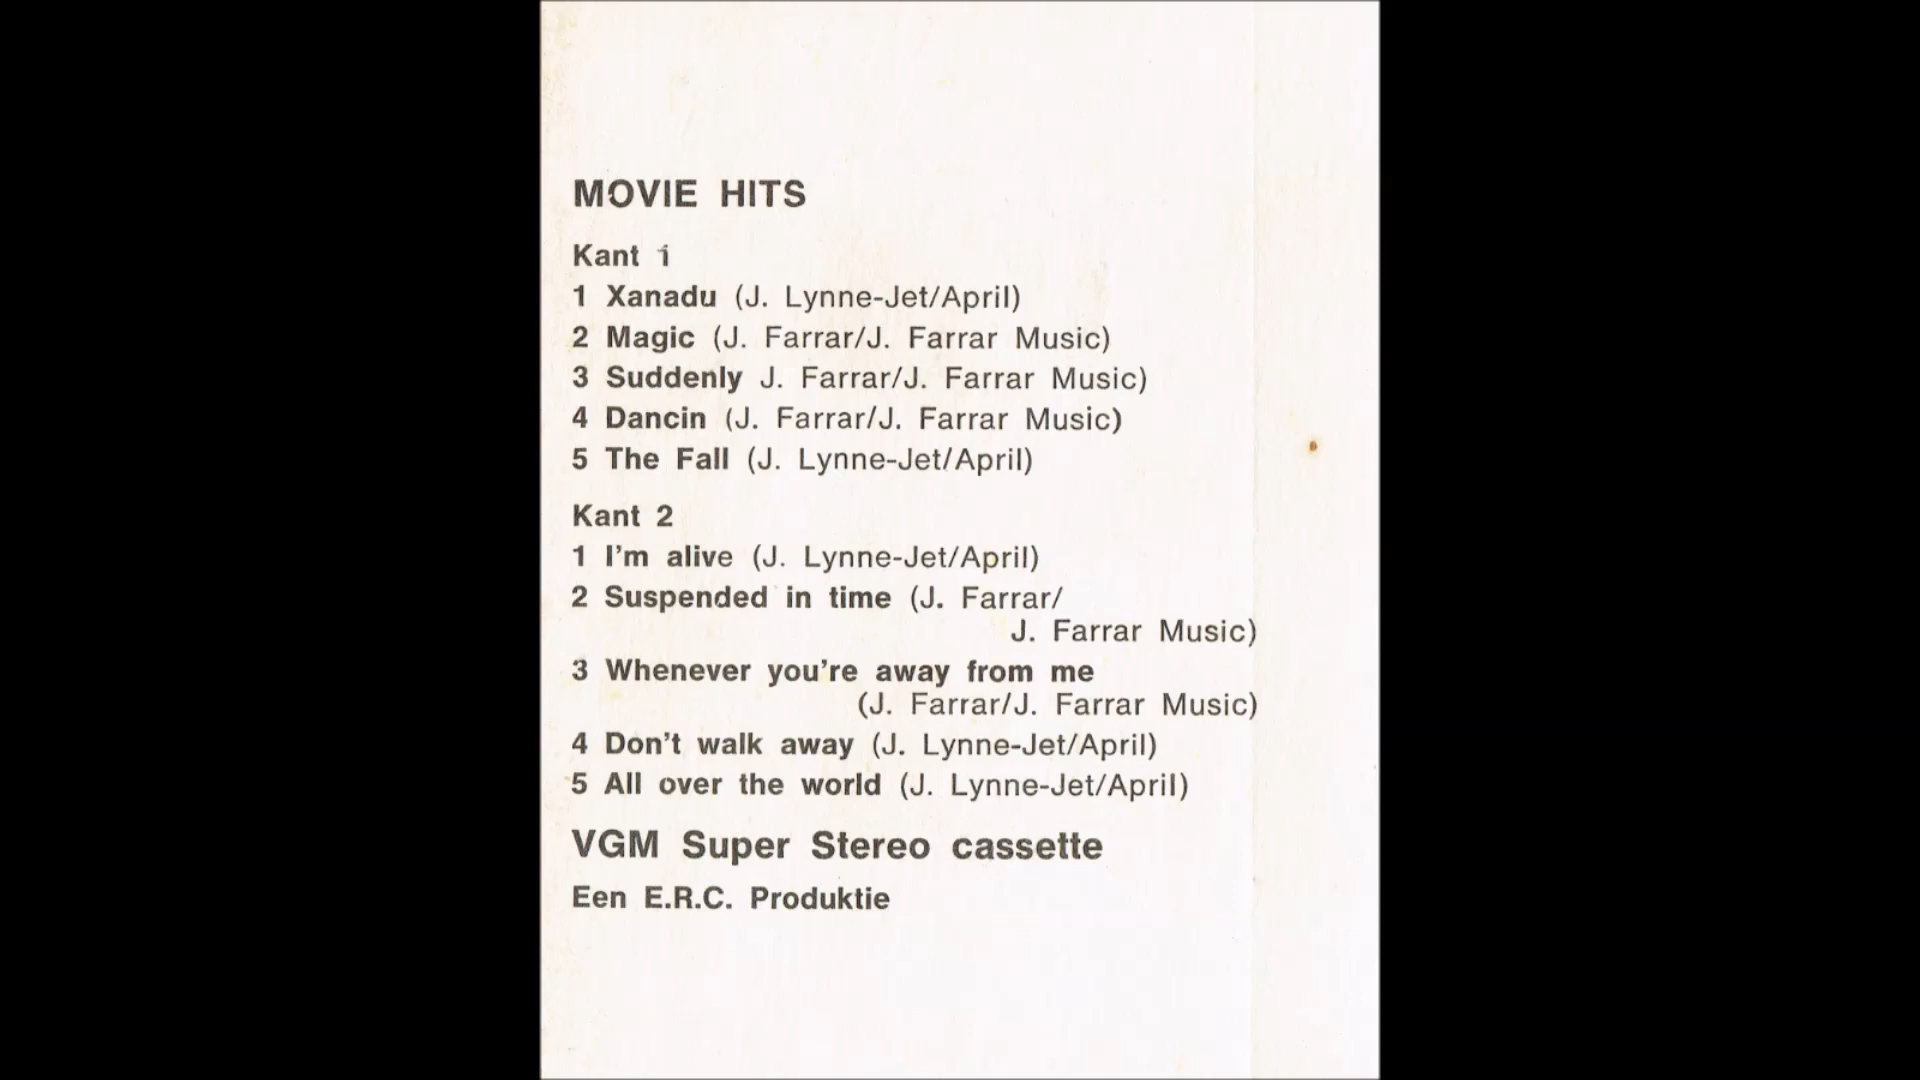 MOVIE HITS
Kant 1
1 Xanadu (J. Lynne-Jet/April)
2 Magic (J. Farrar/J. Farrar Music)
3 Suddenly J. Farrar/J. Farrar Music)
4 Dancin (J. Farrar/J. Farrar Music)
5 The Fall (J. Lynne-Jet/April)
Kant 2
1 I'm alive (J. Lynne-Jet/April)
2 Suspended in time (J. Farrar/
J. Farrar Music)
3 Whenever you're away from me
(J. Farrar/J. Farrar Music)
4 Don't walk away (J. Lynne-Jet/April)
5 All over the world (J. Lynne-Jet/April)
VGM Super Stereo cassette
Een E.R.C. Produktie